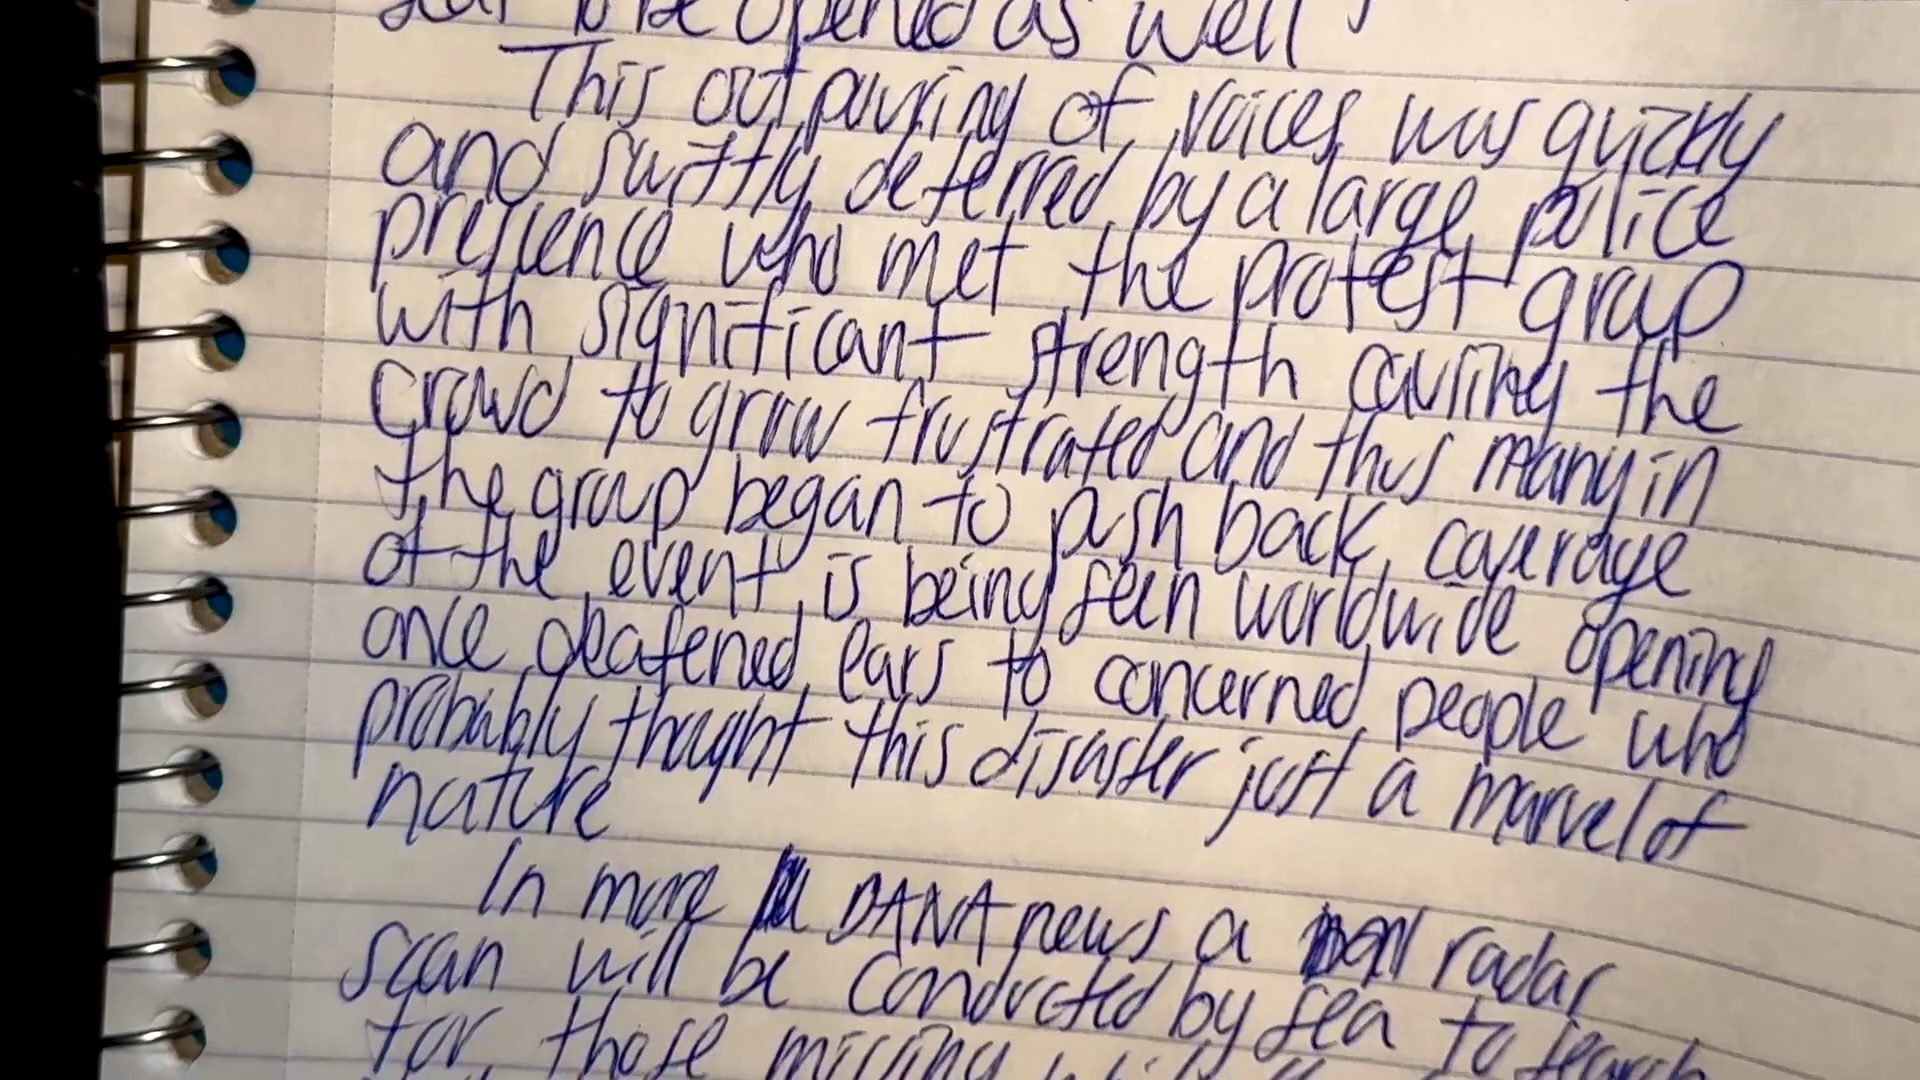 to be opened as well
This outpouring of voices was quickly
and swiftly deferred by a large police
prescience who met the protest group
with significant strength causing the
crowd to grow frustrated and thus many in
the group began to push back, coverage
of the event is being seen worldwide opening
once deafened ears to concerned people who
probably thought this disaster just a marvel of
nature
In more DANA news a radar
scan will be conducted by sea to search
for those missing